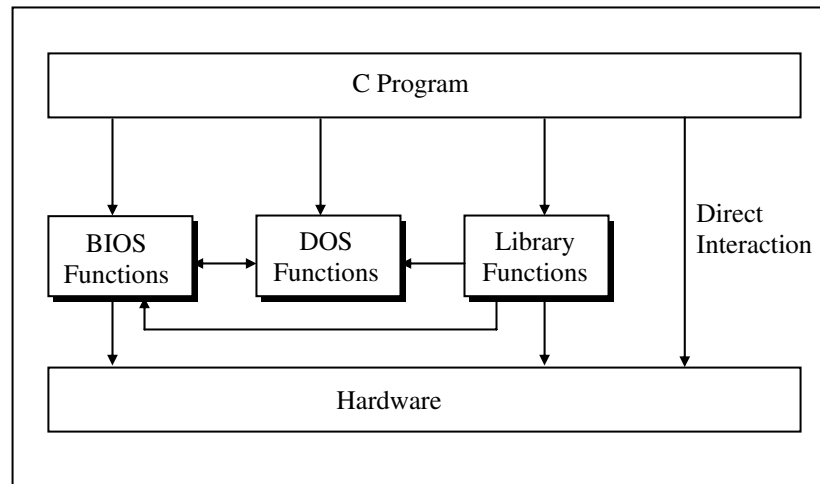 C Program
BIOS
Functions
DOS
Functions
Library
Functions
Direct
Interaction
Hardware